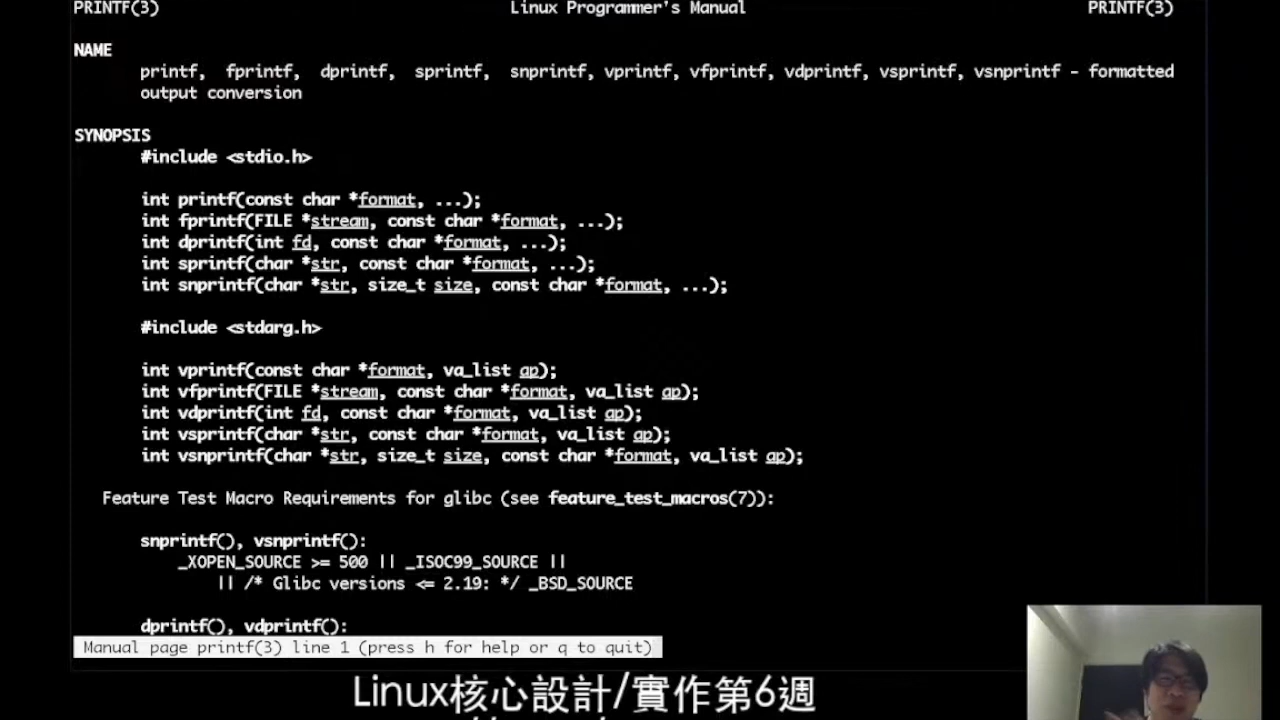 PRINTF(3) Linux Programmer's Manual PRINTF(3)
NAME
printf, fprintf, dprintf, sprintf, snprintf, vprintf, vfprintf, vdprintf, vsprintf, vsnprintf - formatted
output conversion
SYNOPSIS
#include <stdio.h>
int printf(const char *format, ...);
int fprintf(FILE *stream, const char *format, ...);
int dprintf(int fd, const char *format, ...);
int sprintf(char *str, const char *format, ...);
int snprintf(char *str, size_t size, const char *format, ...);
#include <stdarg.h>
int vprintf(const char *format, va_list ap);
int vfprintf(FILE *stream, const char *format, va_list ap);
int vdprintf(int fd, const char *format, va_list ap);
int vsprintf(char *str, const char *format, va_list ap);
int vsnprintf(char *str, size_t size, const char *format, va_list ap);
Feature Test Macro Requirements for glibc (see feature_test_macros(7)):
snprintf(), vsnprintf():
_XOPEN_SOURCE >= 500 || _ISOC99_SOURCE ||
|| /* Glibc versions <= 2.19: */ _BSD_SOURCE
dprintf(), vdprintf():
Manual page printf(3) line 1 (press h for help or q to quit)
Linux核心設計/實作第6週